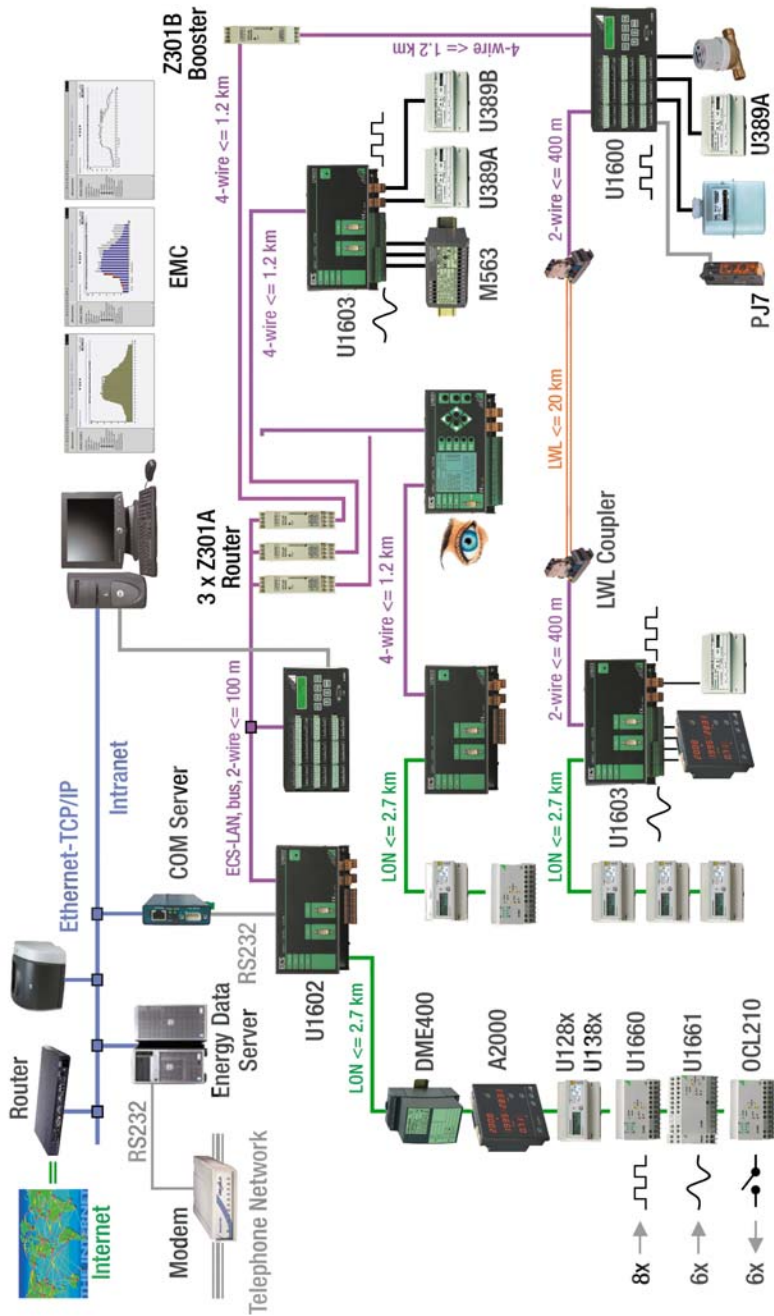 Internet
Router
Ethernet-TCP/IP
Intranet
EMC
Modem
RS232
Telephone Network
Energy Data
Server
COM Server
RS232
ECS-LAN, bus, 2-wire <= 100 m
3 x Z301A
Router
4-wire <= 1.2 km
Z301B
Booster
U1602
LON <= 2.7 km
4-wire <= 1.2 km
4-wire <= 1.2 km
U1603
M563
U389A
U389B
4-wire <= 1.2 km
DME400
A2000
U128x
U138x
8x
U1660
6x
U1661
6x
OCL210
LON <= 2.7 km
LON <= 2.7 km
U1603
2-wire <= 400 m
LWL Coupler
LWL <= 20 km
2-wire <= 400 m
U1600
PJ7
U389A